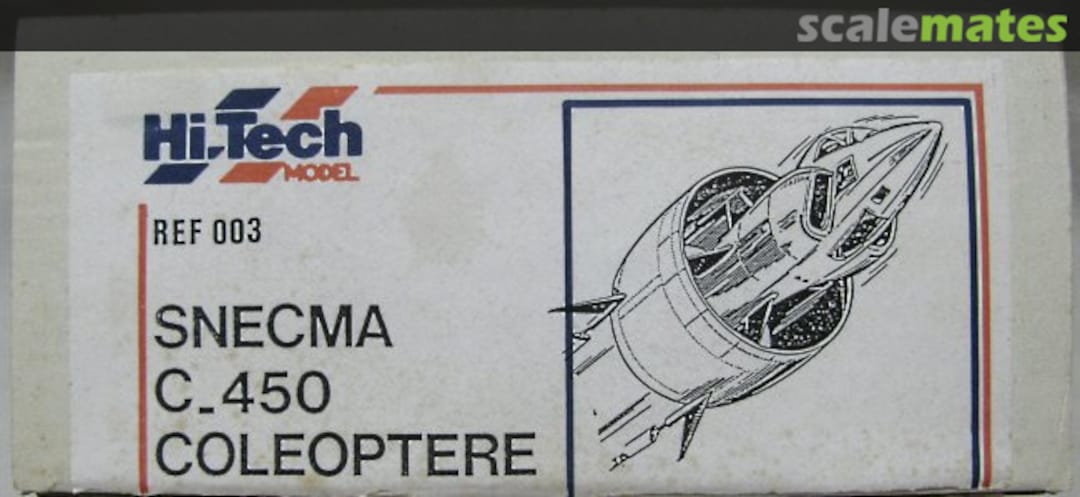 scalemates
Hi-Tech
MODEL
REF 003
SNECMA
C-450
COLEOPTERE